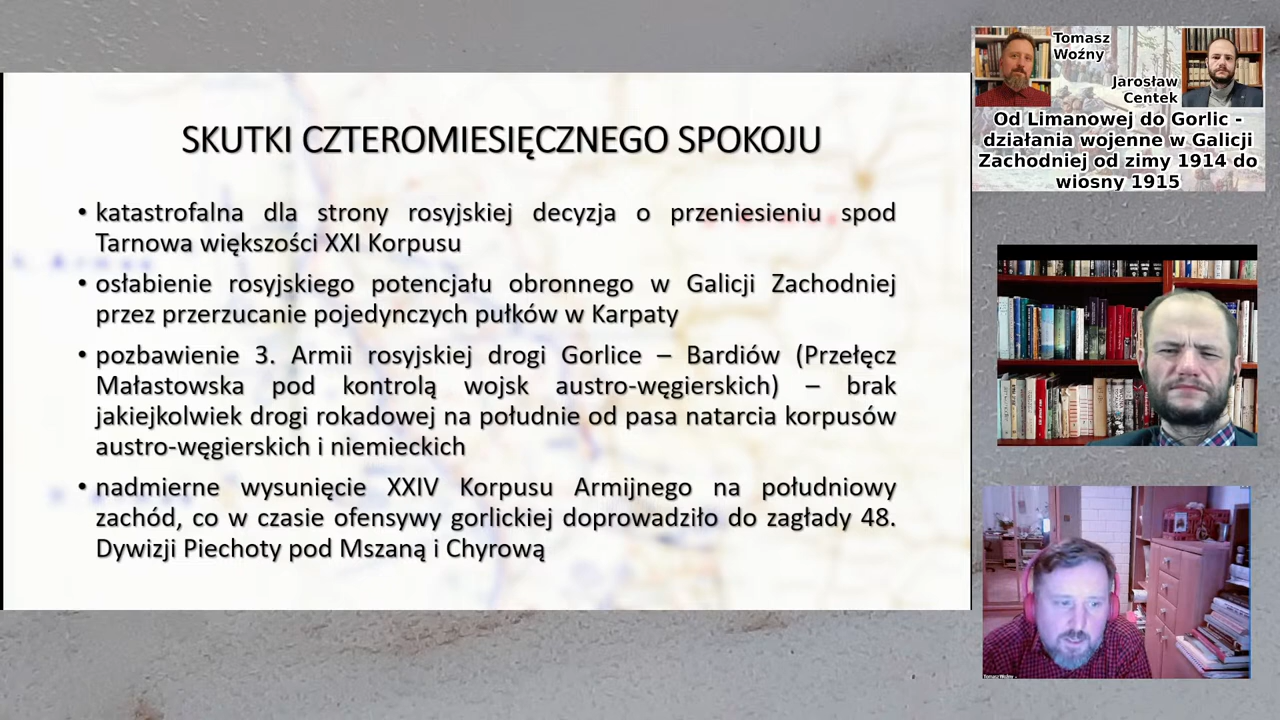 SKUTKI CZTEROMIESIĘCZNEGO SPOKOJU
• katastrofalna dla strony rosyjskiej decyzja o przeniesieniu spod
Tarnowa większości XXI Korpusu
• osłabienie rosyjskiego potencjału obronnego w Galicji Zachodniej
przez przerzucanie pojedynczych pułków w Karpaty
• pozbawienie 3. Armii rosyjskiej drogi Gorlice – Bardiów (Przełęcz
Małastowska pod kontrolą wojsk austro-węgierskich) – brak
jakiejkolwiek drogi rokadowej na południe od pasa natarcia korpusów
austro-węgierskich i niemieckich
• nadmierne wysunięcie XXIV Korpusu Armijnego na południowy
zachód, co w czasie ofensywy gorlickiej doprowadziło do zagłady 48.
Dywizji Piechoty pod Mszaną i Chyrową
Tomasz
Woźny
Jarosław
Centek
Od Limanowej do Gorlic -
działania wojenne w Galicji
Zachodniej od zimy 1914 do
wiosny 1915
Tomasz Woźny